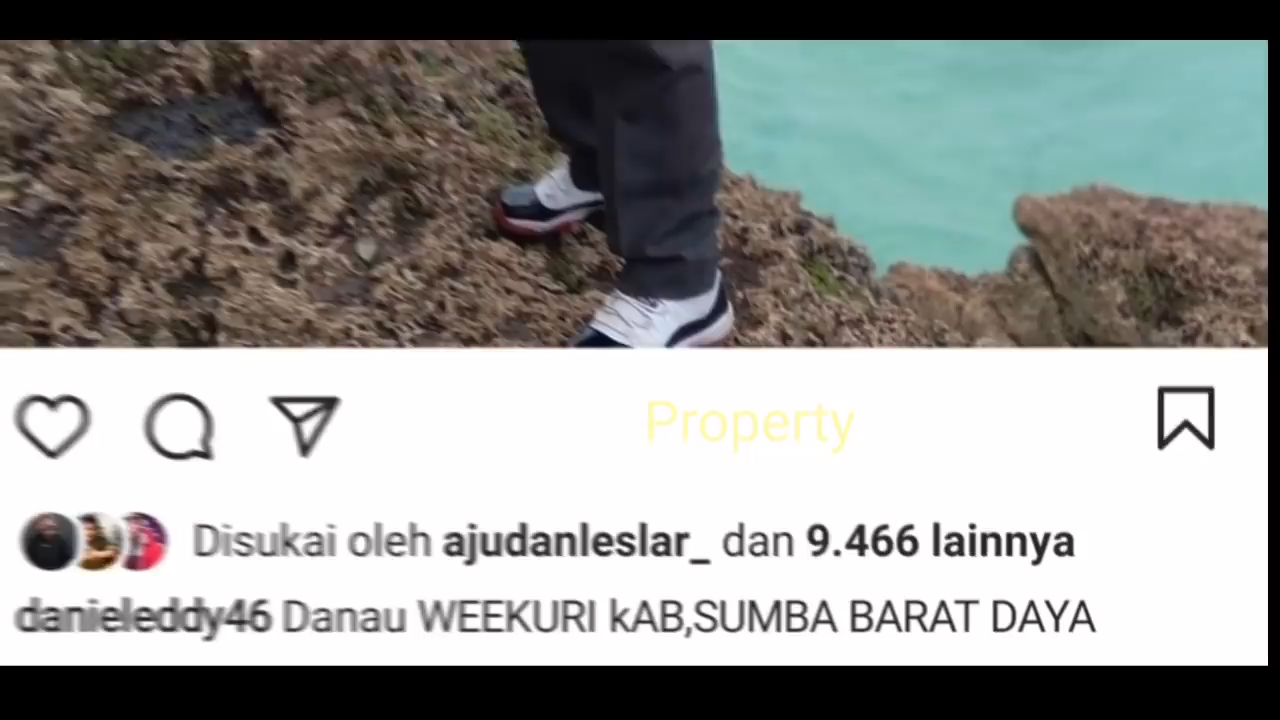 Property
Disukai oleh ajudanleslar_ dan 9.466 lainnya
danieleddy46 Danau WEEKURI kAB,SUMBA BARAT DAYA